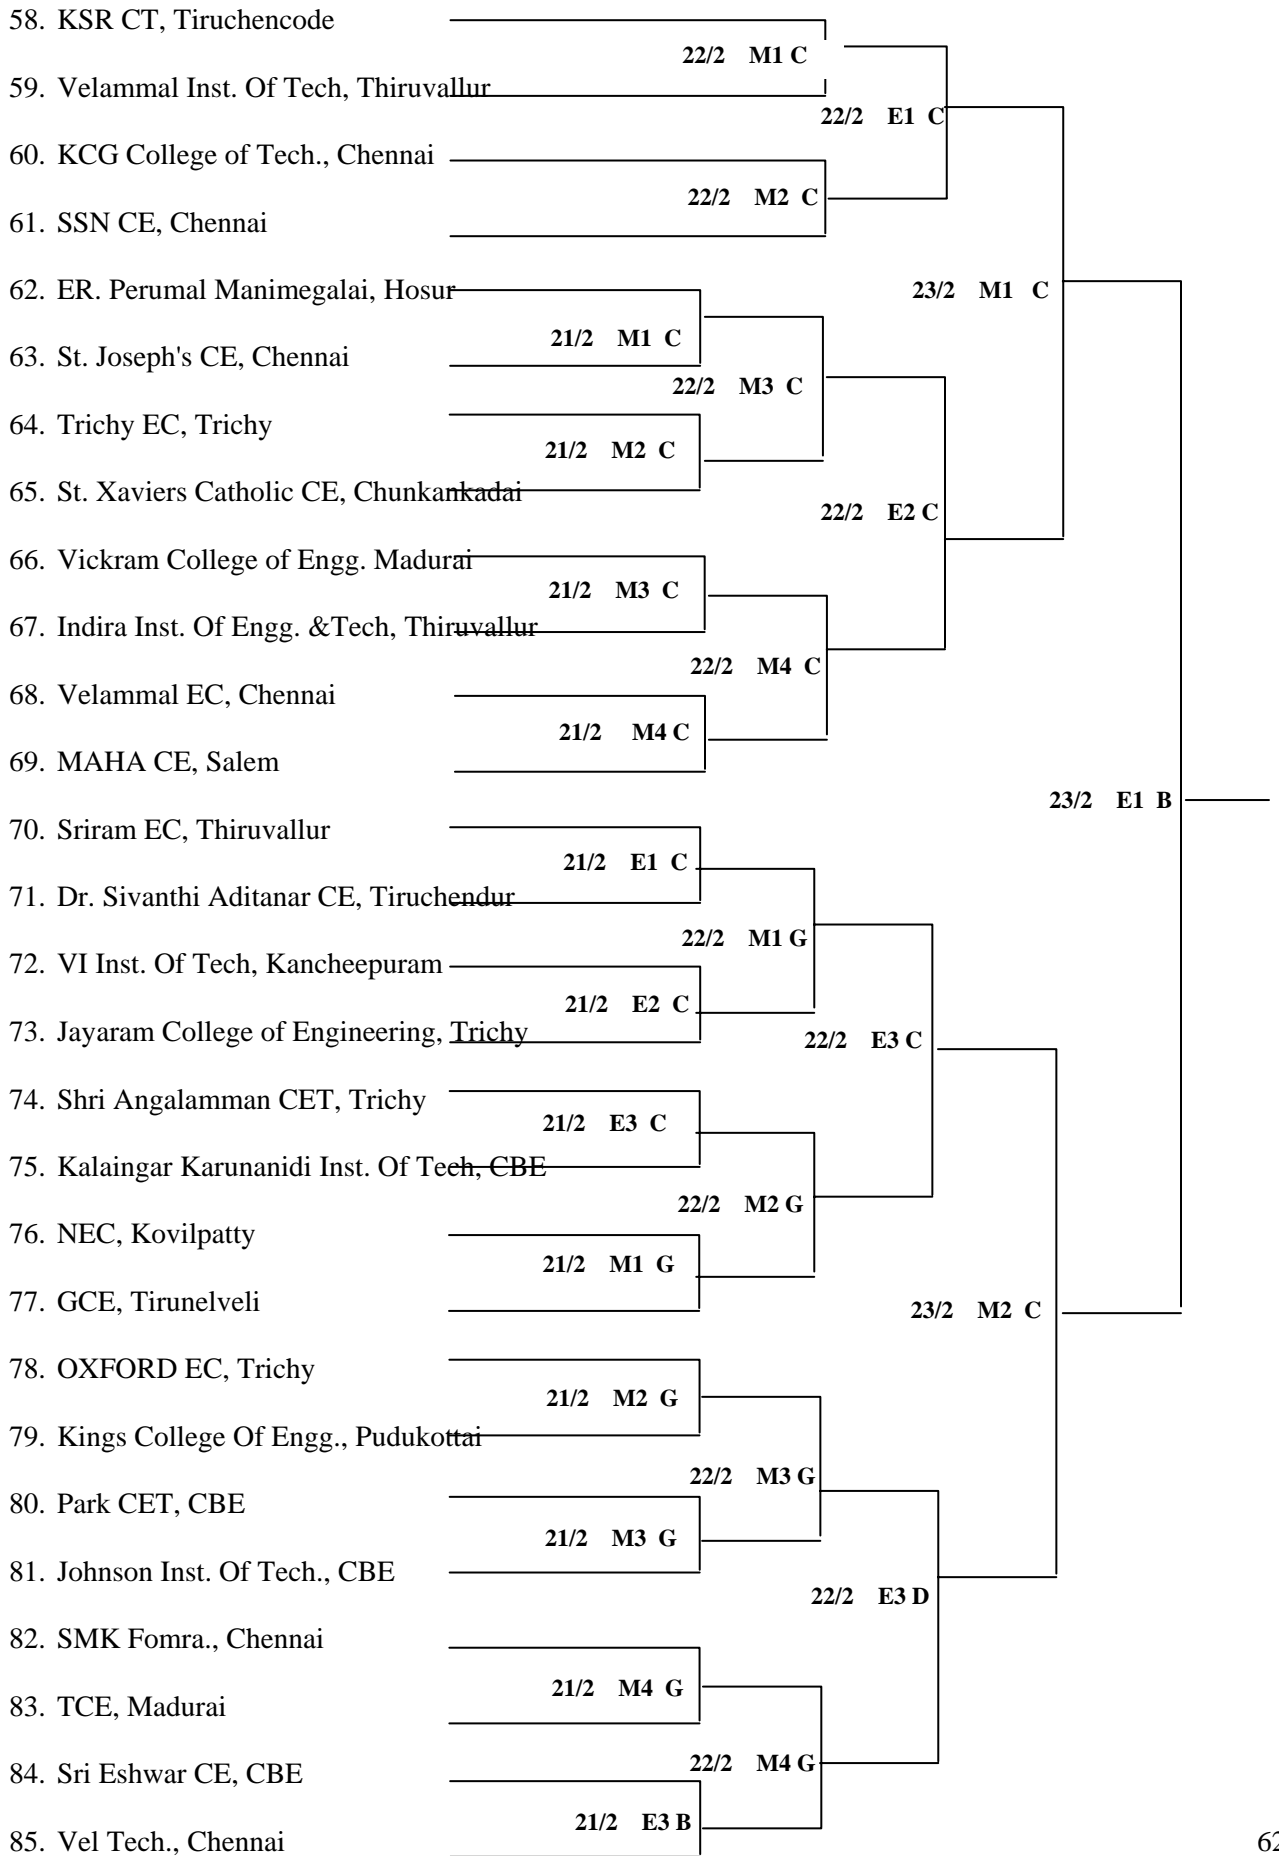 58. KSR CT, Tiruchencode
22/2 M1 C
59. Velammal Inst. Of Tech, Thiruvallur
22/2 E1 C
60. KCG College of Tech., Chennai
22/2 M2 C
61. SSN CE, Chennai
62. ER. Perumal Manimegalai, Hosur
23/2 M1 C
21/2 M1 C
63. St. Joseph's CE, Chennai
22/2 M3 C
64. Trichy EC, Trichy
21/2 M2 C
65. St. Xaviers Catholic CE, Chunkankadai
22/2 E2 C
66. Vickram College of Engg. Madurai
21/2 M3 C
67. Indira Inst. Of Engg. &Tech, Thiruvallur
22/2 M4 C
68. Velammal EC, Chennai
21/2 M4 C
69. MAHA CE, Salem
23/2 E1 B
70. Sriram EC, Thiruvallur
21/2 E1 C
71. Dr. Sivanthi Aditanar CE, Tiruchendur
22/2 M1 G
72. VI Inst. Of Tech, Kancheepuram
21/2 E2 C
73. Jayaram College of Engineering, Trichy
22/2 E3 C
74. Shri Angalamman CET, Trichy
21/2 E3 C
75. Kalaingar Karunanidi Inst. Of Tech, CBE
22/2 M2 G
76. NEC, Kovilpatty
21/2 M1 G
77. GCE, Tirunelveli
23/2 M2 C
78. OXFORD EC, Trichy
21/2 M2 G
79. Kings College Of Engg., Pudukottai
22/2 M3 G
80. Park CET, CBE
21/2 M3 G
81. Johnson Inst. Of Tech., CBE
22/2 E3 D
82. SMK Fomra., Chennai
21/2 M4 G
83. TCE, Madurai
22/2 M4 G
84. Sri Eshwar CE, CBE
21/2 E3 B
85. Vel Tech., Chennai
62